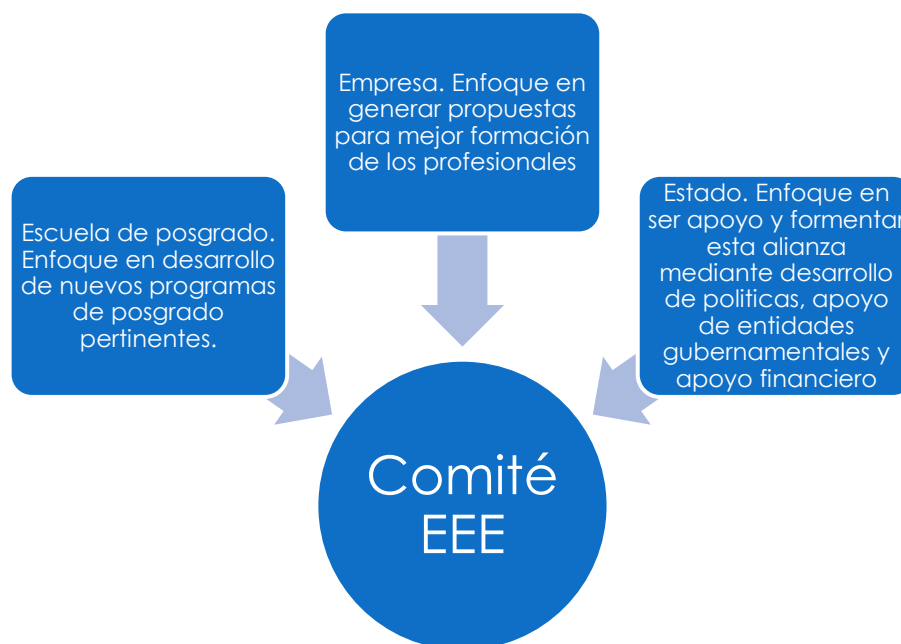 Empresa. Enfoque en
generar propuestas
para mejor formación
de los profesionales
Escuela de posgrado.
Enfoque en desarrollo
de nuevos programas
de posgrado
pertinentes.
Estado. Enfoque en
ser apoyo y formentar
esta alianza
mediante desarrollo
de politicas, apoyo
de entidades
gubernamentales y
apoyo financiero
Comité
EEE